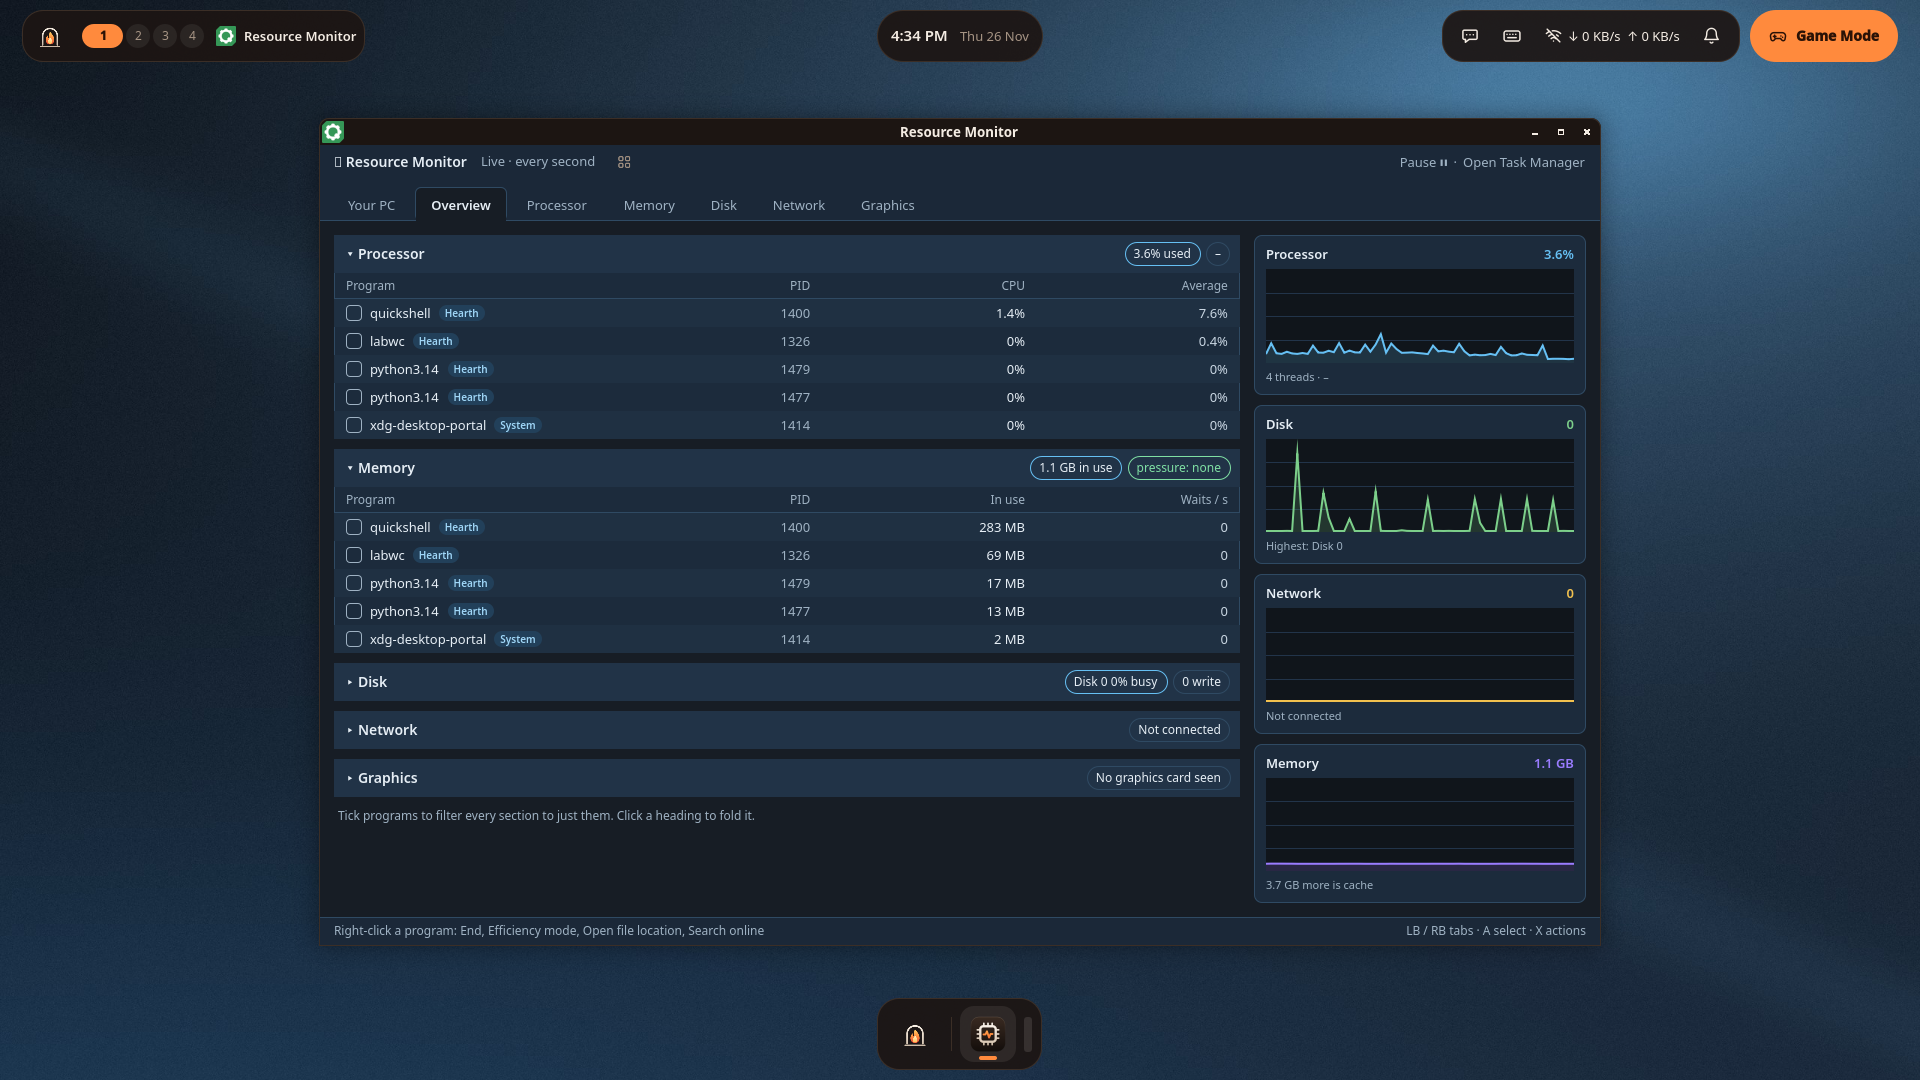 1 2 3 4 Resource Monitor
4:34 PM Thu 26 Nov
↓ 0 KB/s ↑ 0 KB/s
Game Mode
Resource Monitor
Resource Monitor Live · every second
Pause · Open Task Manager
Your PC Overview Processor Memory Disk Network Graphics
Processor 3.6% used –
Program PID CPU Average
quickshell Hearth 1400 1.4% 7.6%
labwc Hearth 1326 0% 0.4%
python3.14 Hearth 1479 0% 0%
python3.14 Hearth 1477 0% 0%
xdg-desktop-portal System 1414 0% 0%
Memory 1.1 GB in use pressure: none
Program PID In use Waits / s
quickshell Hearth 1400 283 MB 0
labwc Hearth 1326 69 MB 0
python3.14 Hearth 1479 17 MB 0
python3.14 Hearth 1477 13 MB 0
xdg-desktop-portal System 1414 2 MB 0
Disk Disk 0 0% busy 0 write
Network Not connected
Graphics No graphics card seen
Tick programs to filter every section to just them. Click a heading to fold it.
Processor 3.6%
4 threads · –
Disk 0
Highest: Disk 0
Network 0
Not connected
Memory 1.1 GB
3.7 GB more is cache
Right-click a program: End, Efficiency mode, Open file location, Search online
LB / RB tabs · A select · X actions